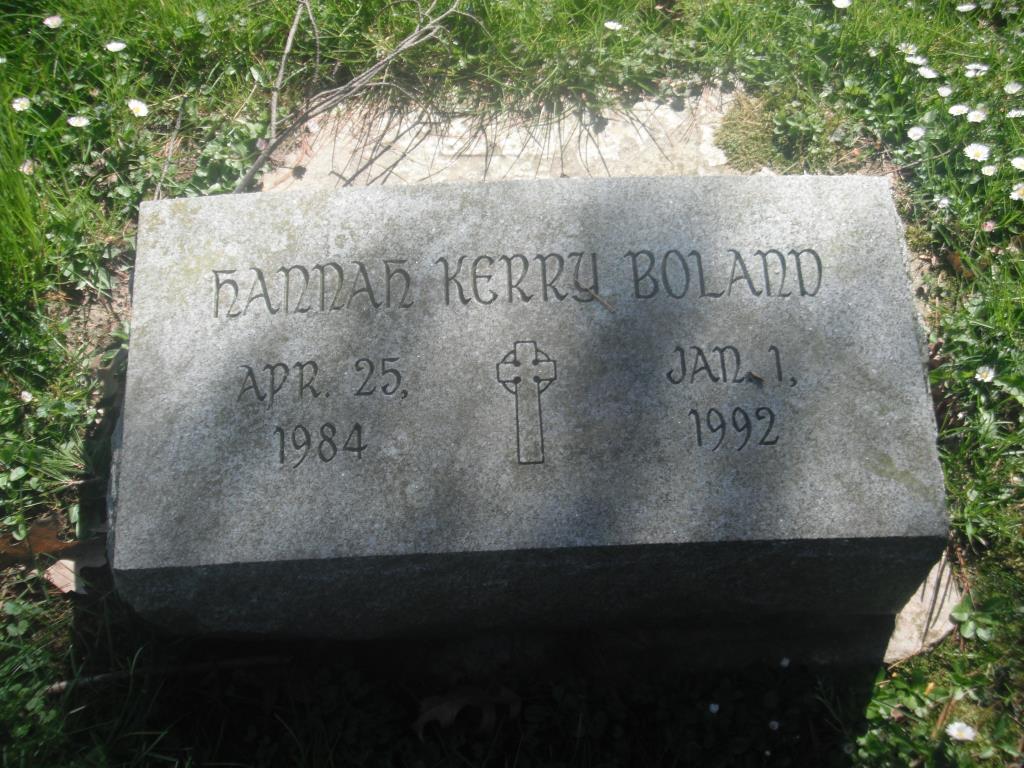 HANNAH KERRY BOLAND
APR. 25, JAN. 1,
1984 1992